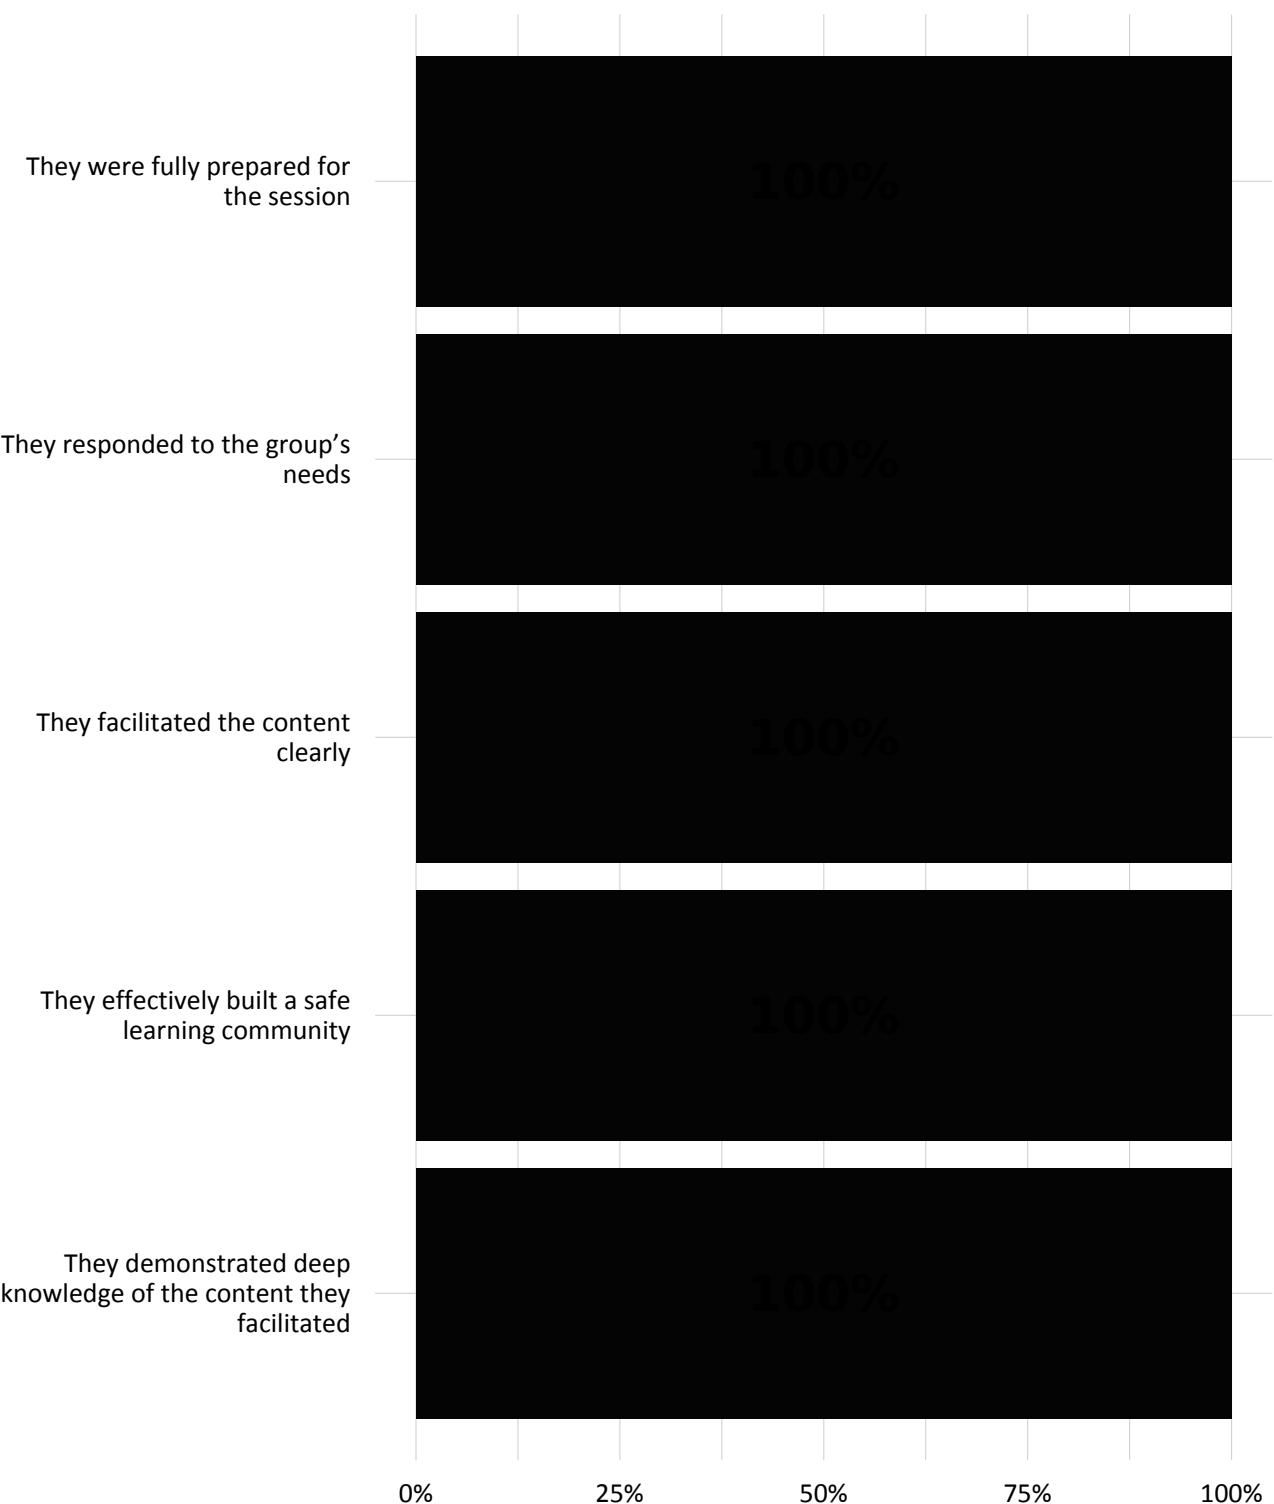 They were fully prepared for
the session
100%
They responded to the group’s
needs
100%
They facilitated the content
clearly
100%
They effectively built a safe
learning community
100%
They demonstrated deep
knowledge of the content they
facilitated
100%
0% 25% 50% 75% 100%